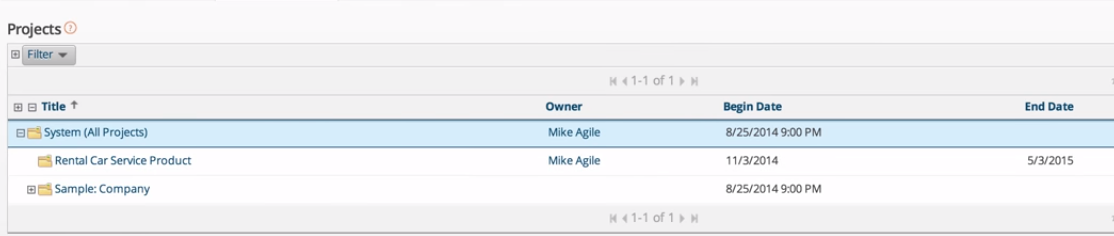 Projects ?
Filter
1-1 of 1
Title Owner Begin Date End Date
System (All Projects) Mike Agile 8/25/2014 9:00 PM
Rental Car Service Product Mike Agile 11/3/2014 5/3/2015
Sample: Company 8/25/2014 9:00 PM
1-1 of 1